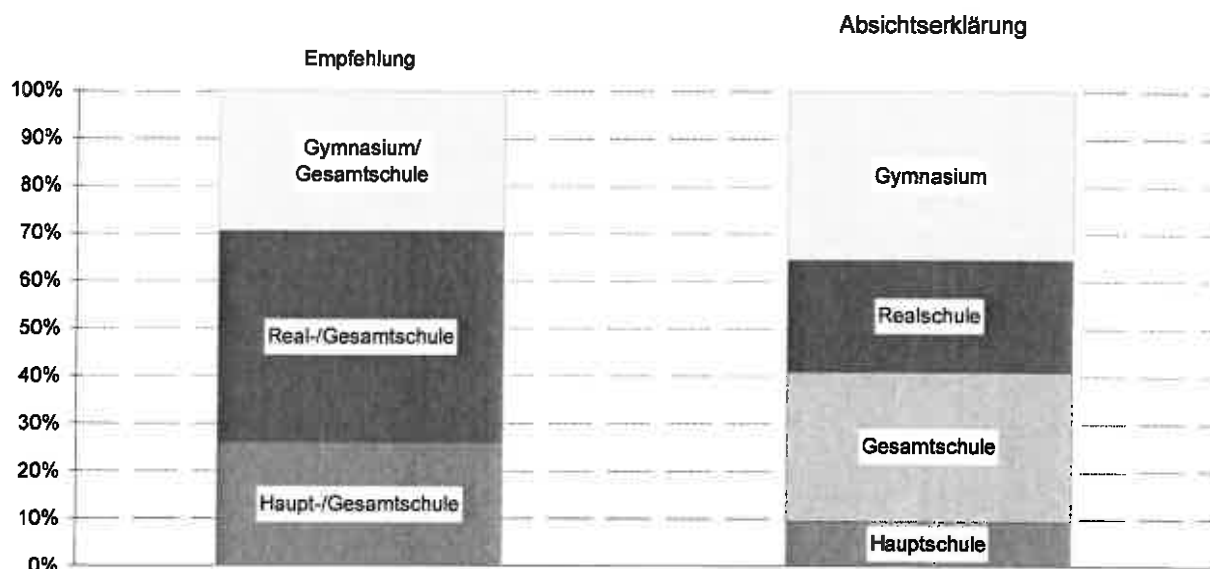 Absichtserklärung
Empfehlung
100%
90%
80%
70%
60%
50%
40%
30%
20%
10%
0%
Gymnasium/
Gesamtschule
Real-/Gesamtschule
Haupt-/Gesamtschule
Gymnasium
Realschule
Gesamtschule
Hauptschule